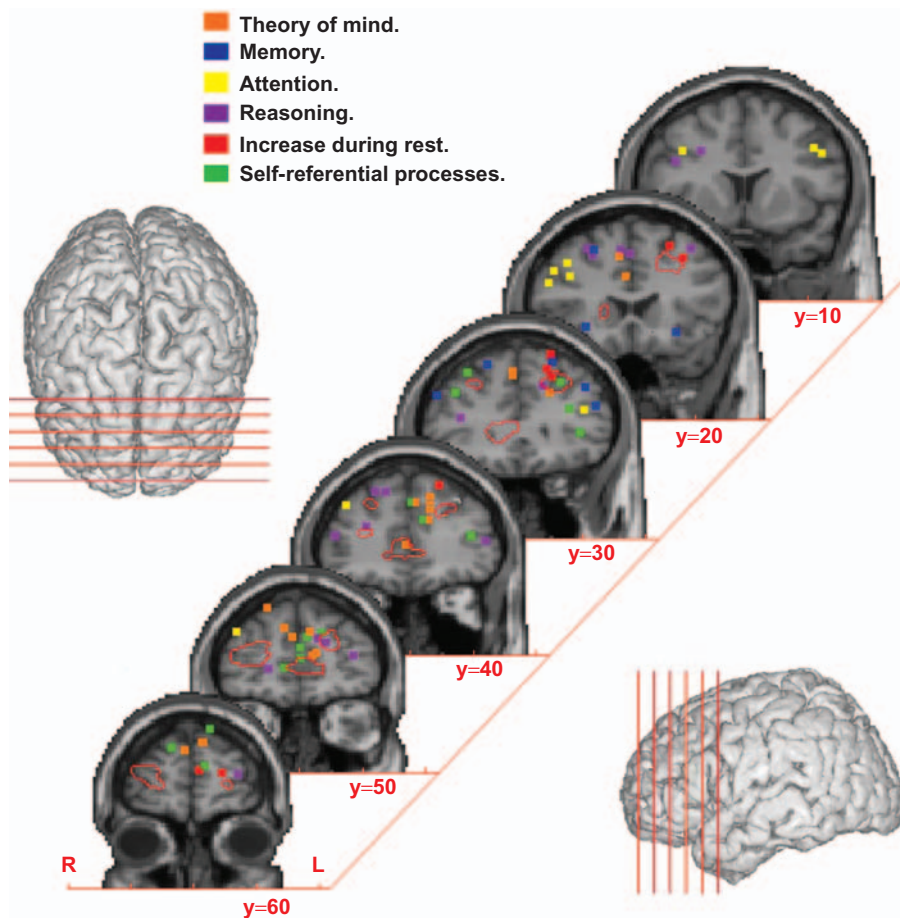 Theory of mind.
Memory.
Attention.
Reasoning.
Increase during rest.
Self-referential processes.
y=10
y=20
y=30
y=40
y=50
R
L
y=60